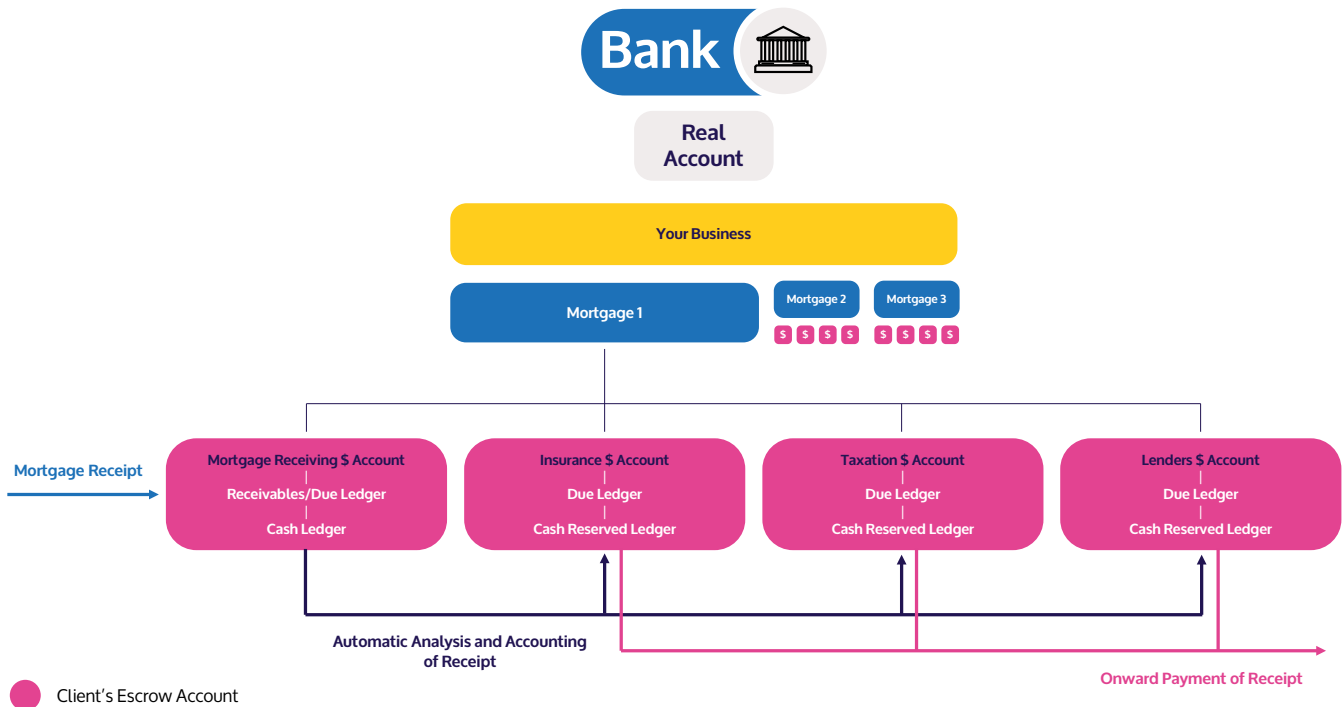 Bank
Real
Account
Your Business
Mortgage 1
Mortgage 2
Mortgage 3
$ $ $ $
$ $ $ $
Mortgage Receipt
Mortgage Receiving $ Account
Receivables/Due Ledger
Cash Ledger
Insurance $ Account
Due Ledger
Cash Reserved Ledger
Taxation $ Account
Due Ledger
Cash Reserved Ledger
Lenders $ Account
Due Ledger
Cash Reserved Ledger
Automatic Analysis and Accounting
of Receipt
Onward Payment of Receipt
Client's Escrow Account